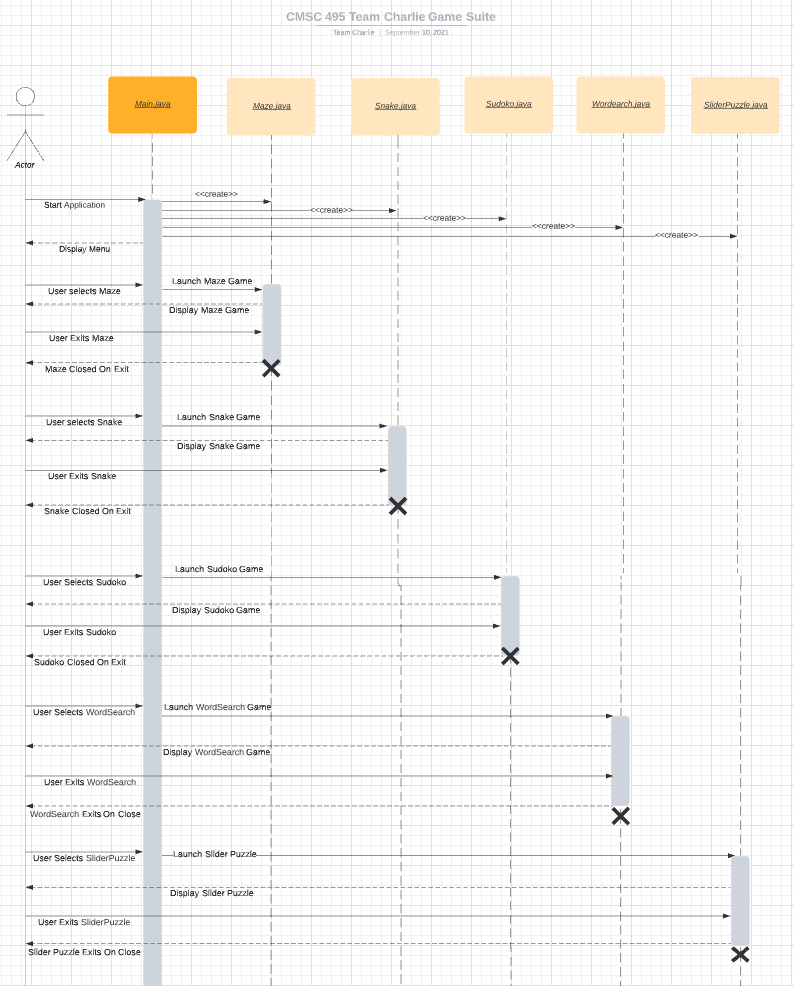 CMSC 495 Team Charlie Game Suite
Team Charlie | September 10, 2021
Main.java
Maze.java
Snake.java
Sudoko.java
Wordearch.java
SliderPuzzle.java
Actor
<<create>>
Start Application
<<create>>
<<create>>
<<create>>
<<create>>
Display Menu
Launch Maze Game
User selects Maze
Display Maze Game
User Exits Maze
Maze Closed On Exit
Launch Snake Game
User selects Snake
Display Snake Game
User Exits Snake
Snake Closed On Exit
Launch Sudoko Game
User Selects Sudoko
Display Sudoko Game
User Exits Sudoko
Sudoko Closed On Exit
Launch WordSearch Game
User Selects WordSearch
Display WordSearch Game
User Exits WordSearch
WordSearch Exits On Close
Launch Slider Puzzle
User Selects SliderPuzzle
Display Slider Puzzle
User Exits SliderPuzzle
Slider Puzzle Exits On Close